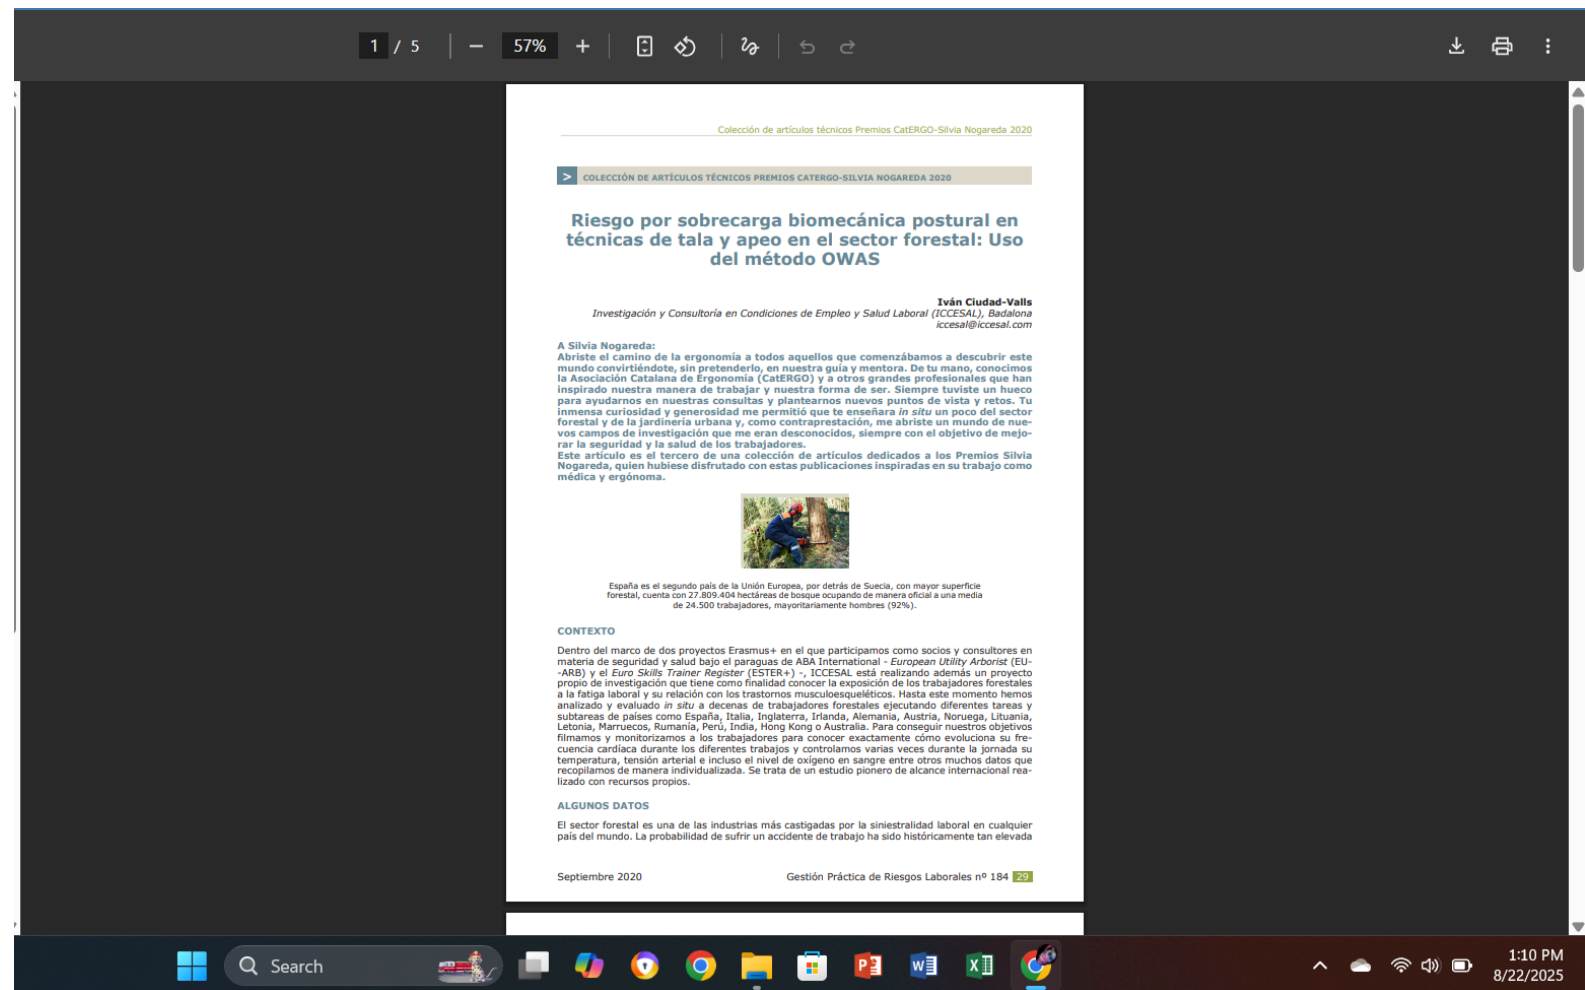 1 / 5 57%
Colección de artículos técnicos Premios CatERGO-Silvia Nogareda 2020
> COLECCIÓN DE ARTÍCULOS TÉCNICOS PREMIOS CATERGO-SILVIA NOGAREDA 2020
Riesgo por sobrecarga biomecánica postural en
técnicas de tala y apeo en el sector forestal: Uso
del método OWAS
Iván Ciudad-Valls
Investigación y Consultoría en Condiciones de Empleo y Salud Laboral (ICCESAL), Badalona
iccesal@iccesal.com
A Silvia Nogareda:
Abriste el camino de la ergonomía a todos aquellos que comenzábamos a descubrir este
mundo convirtiéndote, sin pretenderlo, en nuestra guía y mentora. De tu mano, conocimos
la Asociación Catalana de Ergonomía (CatERGO) y a otros grandes profesionales que han
inspirado nuestra manera de trabajar y nuestra forma de ser. Siempre tuviste un hueco
para ayudarnos en nuestras consultas y plantearnos nuevos puntos de vista y retos. Tu
inmensa curiosidad y generosidad me permitió que te enseñara in situ un poco del sector
forestal y de la jardinería urbana y, como contraprestación, me abriste un mundo de nue-
vos campos de investigación que me eran desconocidos, siempre con el objetivo de mejo-
rar la seguridad y la salud de los trabajadores.
Este artículo es el tercero de una colección de artículos dedicados a los Premios Silvia
Nogareda, quien hubiese disfrutado con estas publicaciones inspiradas en su trabajo como
médica y ergónoma.
España es el segundo país de la Unión Europea, por detrás de Suecia, con mayor superficie
forestal, cuenta con 27.809.404 hectáreas de bosque ocupando de manera oficial a una media
de 24.500 trabajadores, mayoritariamente hombres (92%).
CONTEXTO
Dentro del marco de dos proyectos Erasmus+ en el que participamos como socios y consultores en
materia de seguridad y salud bajo el paraguas de ABA International - European Utility Arborist (EU-
-ARB) y el Euro Skills Trainer Register (ESTER+) -, ICCESAL está realizando además un proyecto
propio de investigación que tiene como finalidad conocer la exposición de los trabajadores forestales
a la fatiga laboral y su relación con los trastornos musculoesqueléticos. Hasta este momento hemos
analizado y evaluado in situ a decenas de trabajadores forestales ejecutando diferentes tareas y
subtareas de países como España, Italia, Inglaterra, Irlanda, Alemania, Austria, Noruega, Lituania,
Letonia, Marruecos, Rumanía, Perú, India, Hong Kong o Australia. Para conseguir nuestros objetivos
filmamos y monitorizamos a los trabajadores para conocer exactamente cómo evoluciona su fre-
cuencia cardíaca durante los diferentes trabajos y controlamos varias veces durante la jornada su
temperatura, tensión arterial e incluso el nivel de oxígeno en sangre entre otros muchos datos que
recopilamos de manera individualizada. Se trata de un estudio pionero de alcance internacional rea-
lizado con recursos propios.
ALGUNOS DATOS
El sector forestal es una de las industrias más castigadas por la siniestralidad laboral en cualquier
país del mundo. La probabilidad de sufrir un accidente de trabajo ha sido históricamente tan elevada
Septiembre 2020 Gestión Práctica de Riesgos Laborales nº 184 29
Search
1:10 PM
8/22/2025